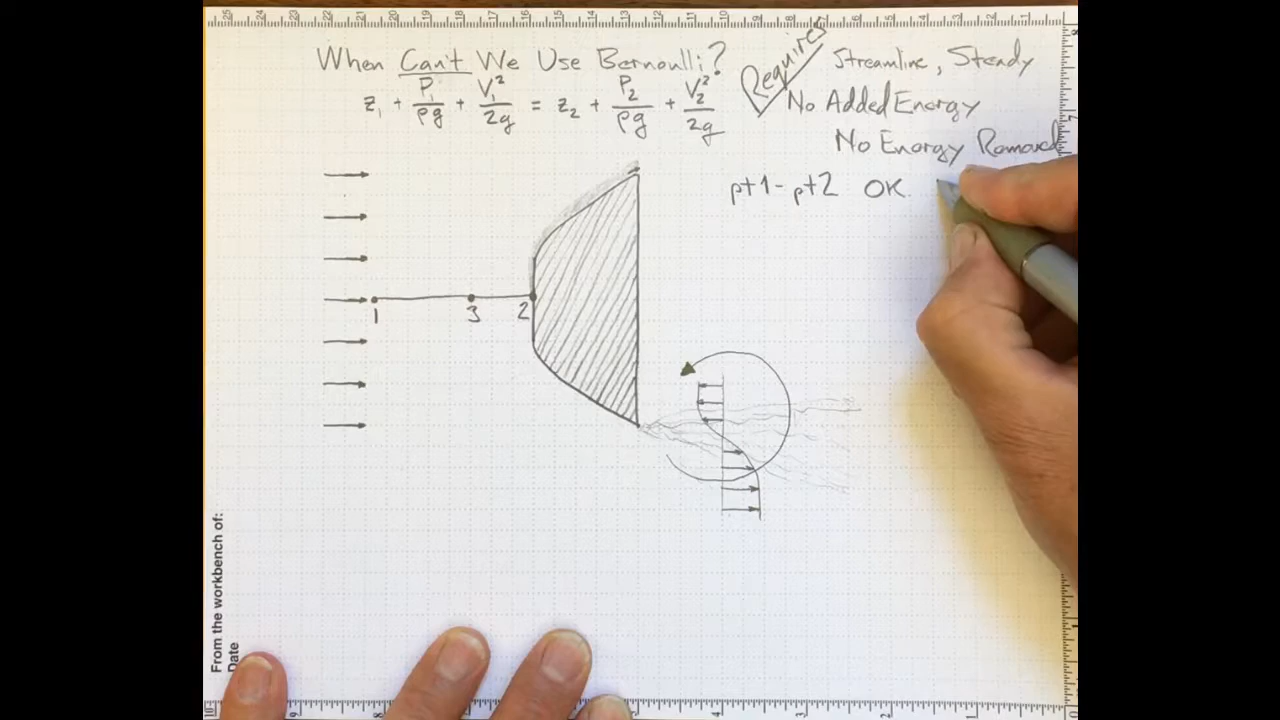 When Can't We Use Bernoulli?
z1 + P1/ρg + V1²/2g = z2 + P2/ρg + V2²/2g
Requires
Streamline, Steady
No Added Energy
No Energy Removed
pt1 - pt2 OK
1
3
2
From the workbench of:
Date